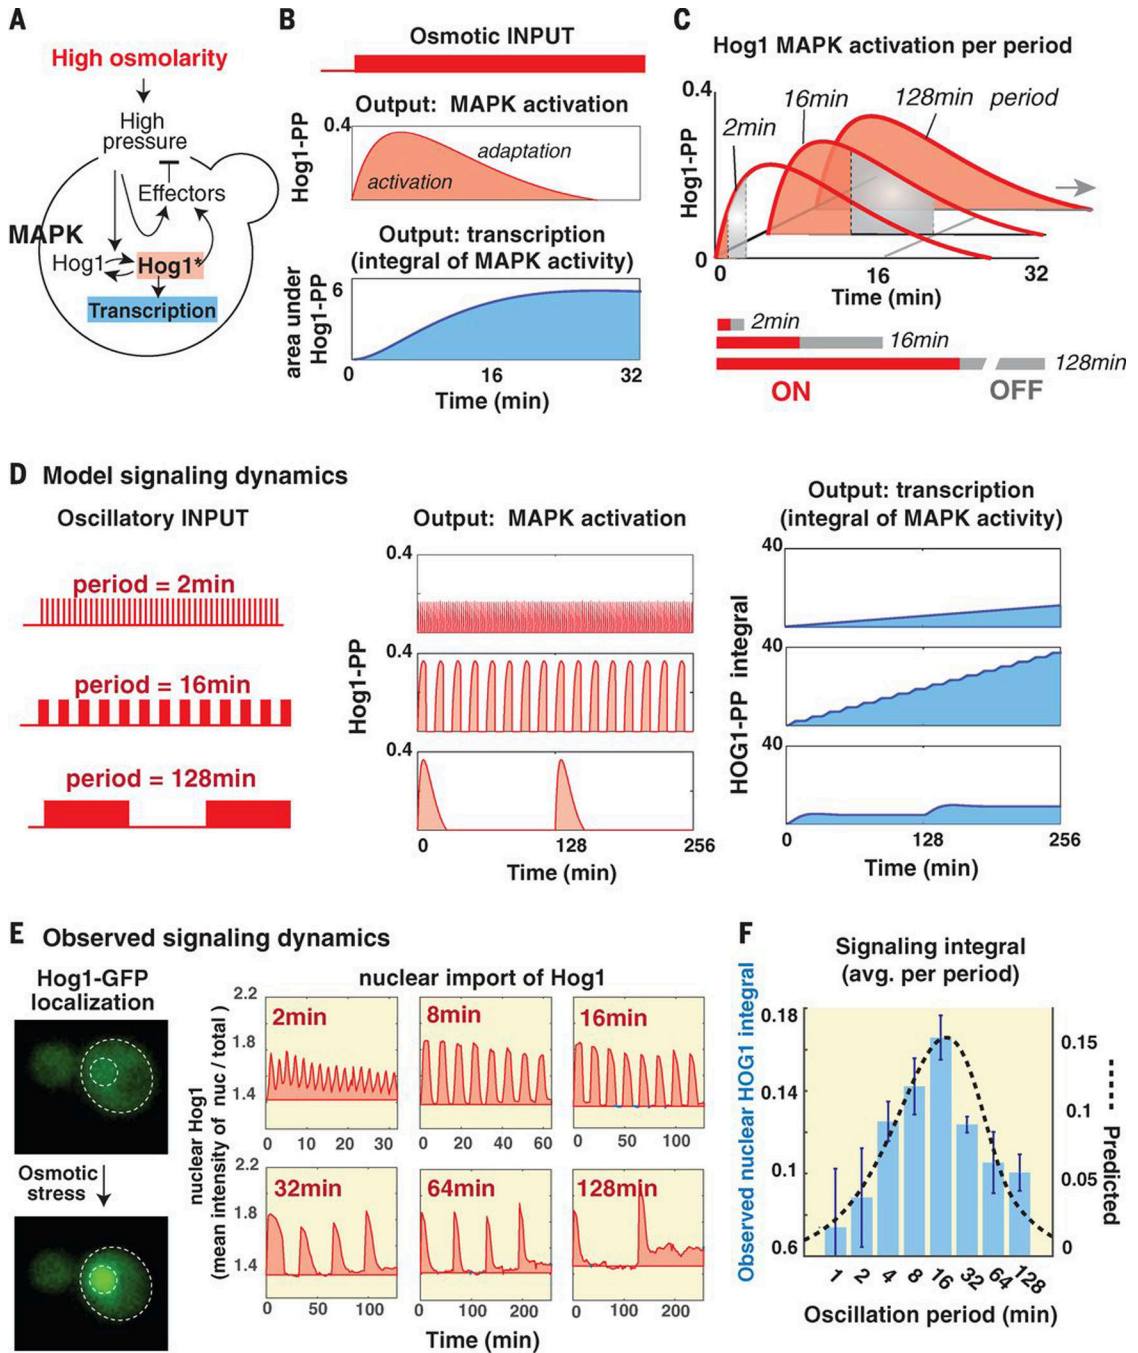 A
High osmolarity
High
pressure
Effectors
MAPK
Hog1
Hog1*
Transcription
B
Osmotic INPUT
Output: MAPK activation
0.4
Hog1-PP
activation
adaptation
Output: transcription
(integral of MAPK activity)
6
area under
Hog1-PP
0 16 32
Time (min)
C
Hog1 MAPK activation per period
0.4
Hog1-PP
0
2min
16min
128min period
0 16 32
Time (min)
2min
16min
128min
ON
OFF
D Model signaling dynamics
Oscillatory INPUT
period = 2min
period = 16min
period = 128min
Output: MAPK activation
0.4
0.4
0.4
Hog1-PP
0 128 256
Time (min)
Output: transcription
(integral of MAPK activity)
40
40
40
HOG1-PP integral
0 128 256
Time (min)
E Observed signaling dynamics
Hog1-GFP
localization
Osmotic
stress
nuclear import of Hog1
nuclear Hog1
(mean intensity of nuc / total )
2.2
1.8
1.4
2min
0 10 20 30
8min
0 20 40 60
16min
0 50 100
2.2
1.8
1.4
32min
0 50 100
64min
0 100 200
128min
0 100 200
Time (min)
F
Signaling integral
(avg. per period)
Observed nuclear HOG1 integral
0.18
0.14
0.1
0.6
0.15
0.1
0.05
0
Predicted
1 2 4 8 16 32 64 128
Oscillation period (min)